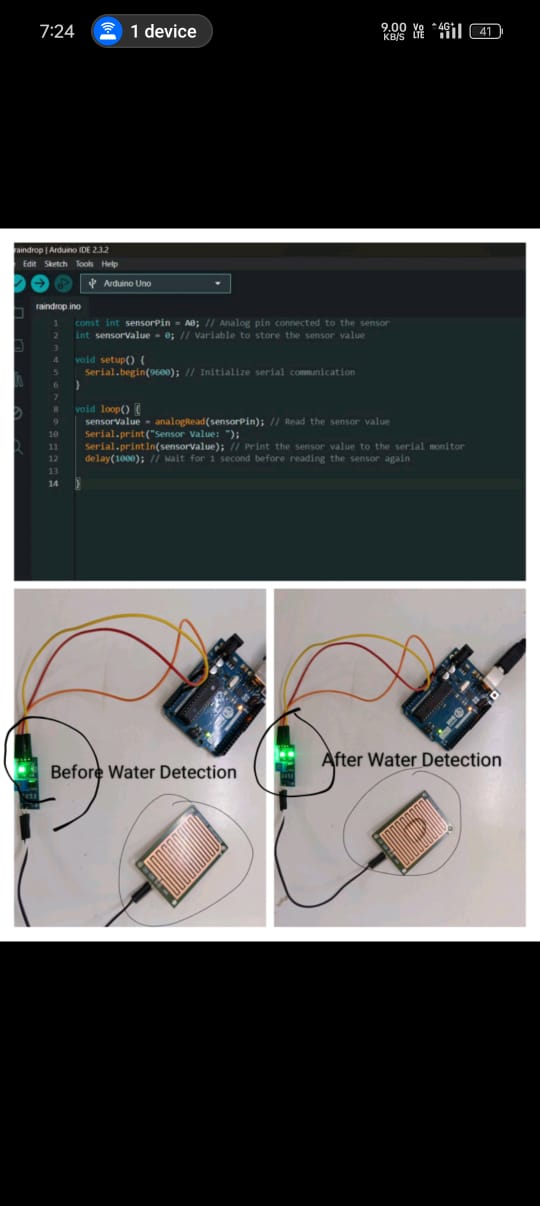 7:24 1 device 9.00 KB/S Vo LTE 4G+ 41
raindrop | Arduino IDE 2.3.2
Edit Sketch Tools Help
Arduino Uno
raindrop.ino
1 const int sensorPin = A0; // Analog pin connected to the sensor
2 int sensorValue = 0; // Variable to store the sensor value
3
4 void setup() {
5 Serial.begin(9600); // Initialize serial communication
6 }
7
8 void loop() {
9 sensorValue = analogRead(sensorPin); // Read the sensor value
10 Serial.print("Sensor Value: ");
11 Serial.println(sensorValue); // Print the sensor value to the serial monitor
12 delay(1000); // Wait for 1 second before reading the sensor again
13
14 }
Before Water Detection
After Water Detection